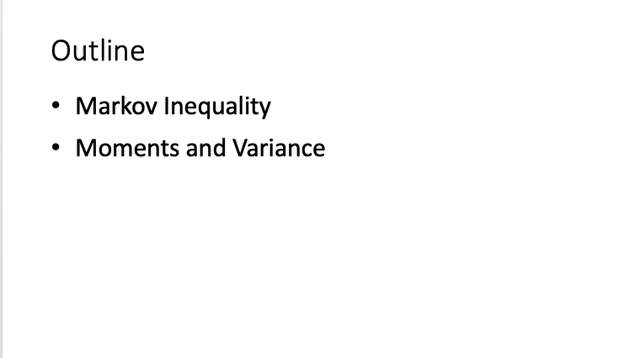 Outline
• Markov Inequality
• Moments and Variance